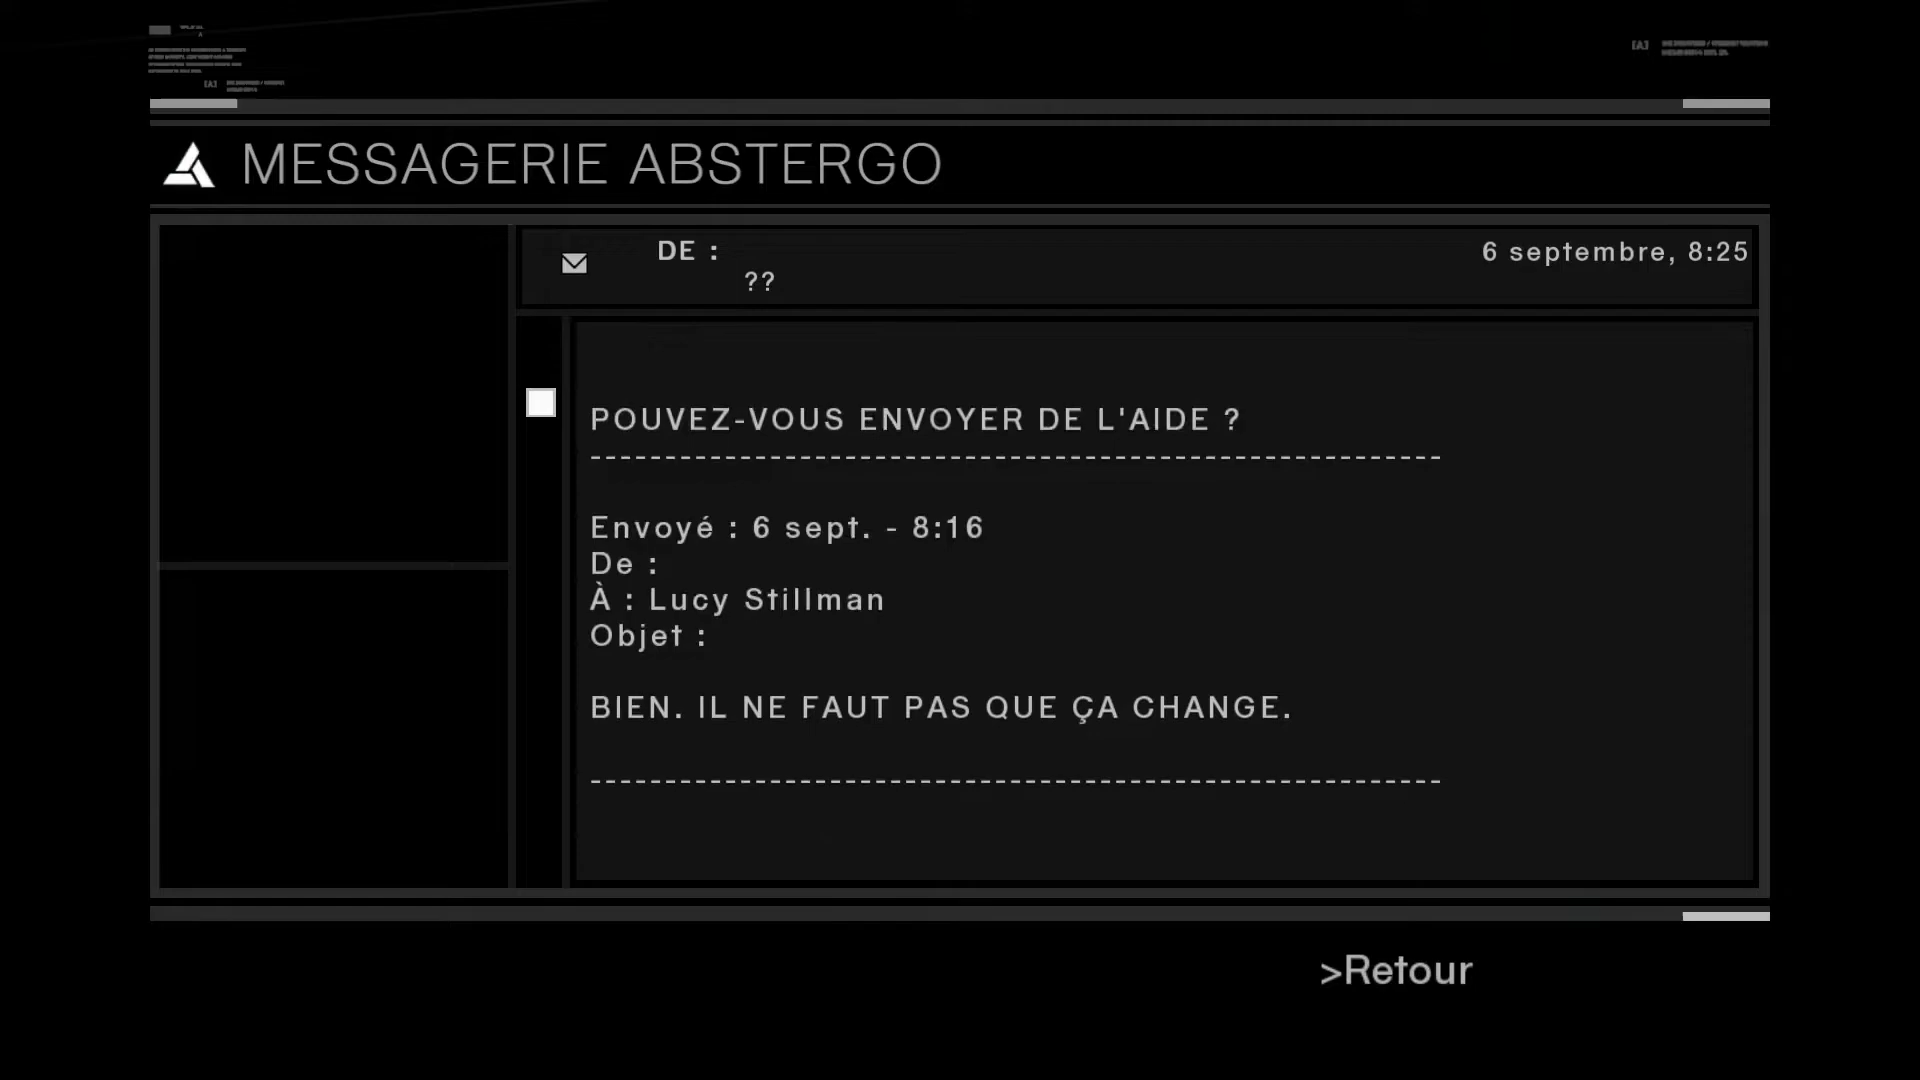 MESSAGERIE ABSTERGO
DE :
6 septembre, 8:25
??
POUVEZ-VOUS ENVOYER DE L'AIDE ?
---------------------------------------------------------
Envoyé : 6 sept. - 8:16
De :
À : Lucy Stillman
Objet :
BIEN. IL NE FAUT PAS QUE ÇA CHANGE.
---------------------------------------------------------
>Retour